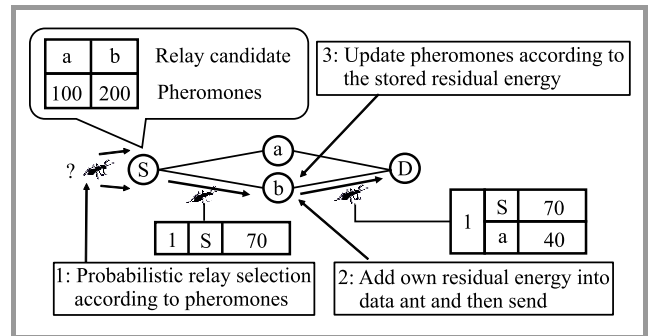 a b Relay candidate
100 200 Pheromones
3: Update pheromones according to
the stored residual energy
?
S
a
b
D
1 S 70
1
S 70
a 40
1: Probabilistic relay selection
according to pheromones
2: Add own residual energy into
data ant and then send